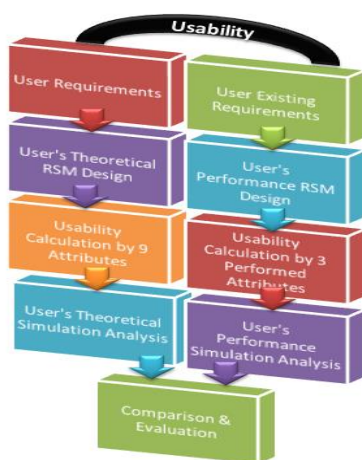 Usability
User Requirements
User's Theoretical
RSM Design
Usability
Calculation by 9
Attributes
User's Theoretical
Simulation Analysis
User Existing
Requirements
User's
Performance RSM
Design
Usability
Calculation by 3
Performed
Attributes
User's
Performance
Simulation Analysis
Comparison &
Evaluation